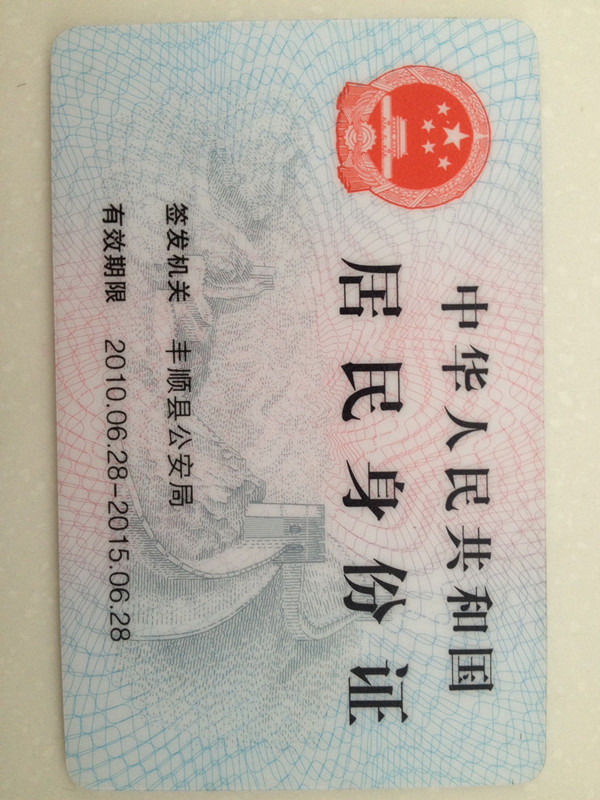 中华人民共和国
居民身份证
签发机关 丰顺县公安局
有效期限 2010.06.28-2015.06.28